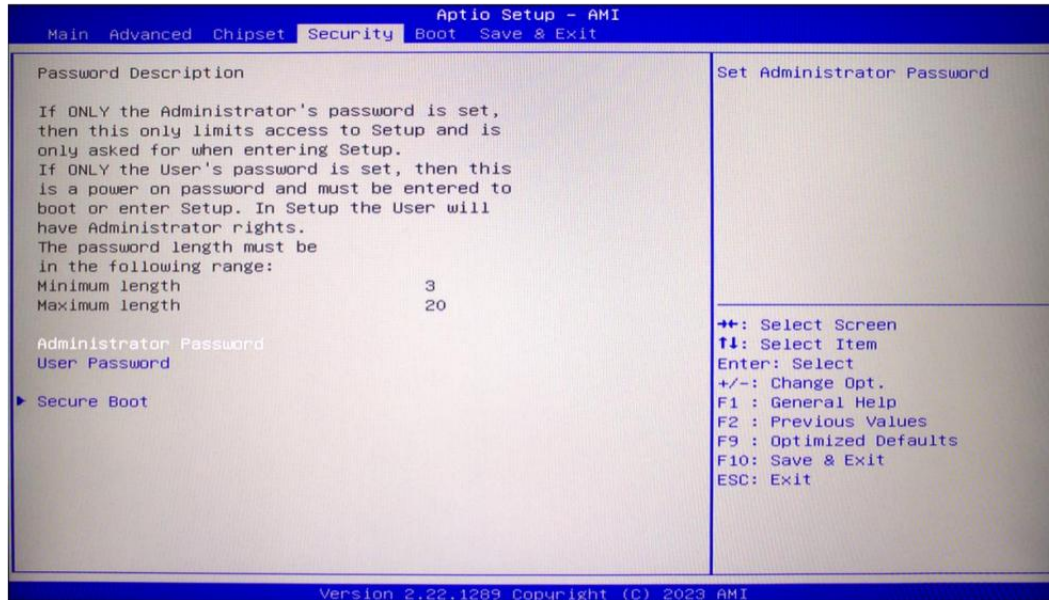 Aptio Setup – AMI
Main Advanced Chipset Security Boot Save & Exit
Password Description
If ONLY the Administrator's password is set,
then this only limits access to Setup and is
only asked for when entering Setup.
If ONLY the User's password is set, then this
is a power on password and must be entered to
boot or enter Setup. In Setup the User will
have Administrator rights.
The password length must be
in the following range:
Minimum length 3
Maximum length 20
Administrator Password
User Password
► Secure Boot
Set Administrator Password
→←: Select Screen
↑↓: Select Item
Enter: Select
+/-: Change Opt.
F1 : General Help
F2 : Previous Values
F9 : Optimized Defaults
F10: Save & Exit
ESC: Exit
Version 2.22.1289 Copyright (C) 2023 AMI